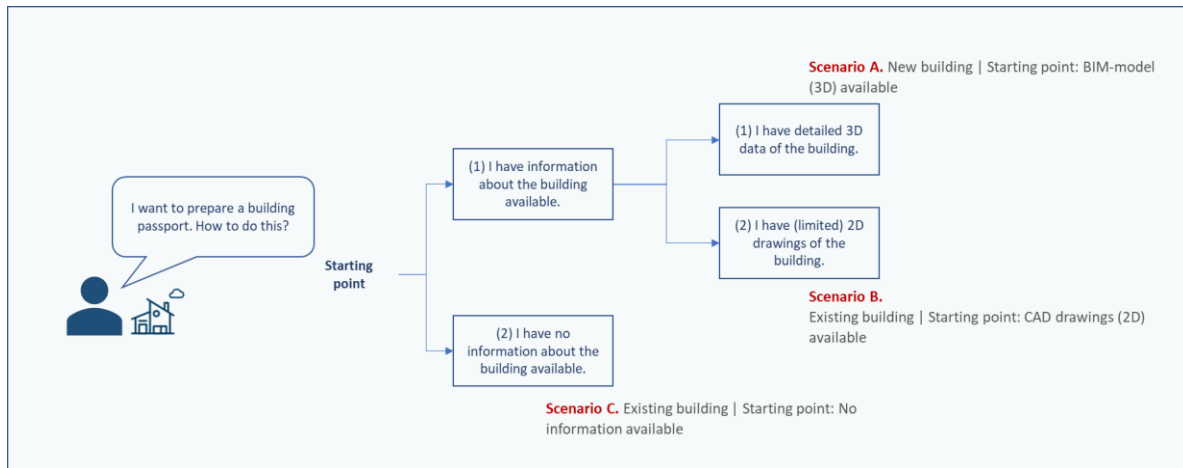 Scenario A. New building | Starting point: BIM-model
(3D) available
(1) I have detailed 3D
data of the building.
(1) I have information
about the building
available.
I want to prepare a building
passport. How to do this?
(2) I have (limited) 2D
drawings of the
building.
Starting
point
Scenario B.
Existing building | Starting point: CAD drawings (2D)
available
(2) I have no
information about the
building available.
Scenario C. Existing building | Starting point: No
information available